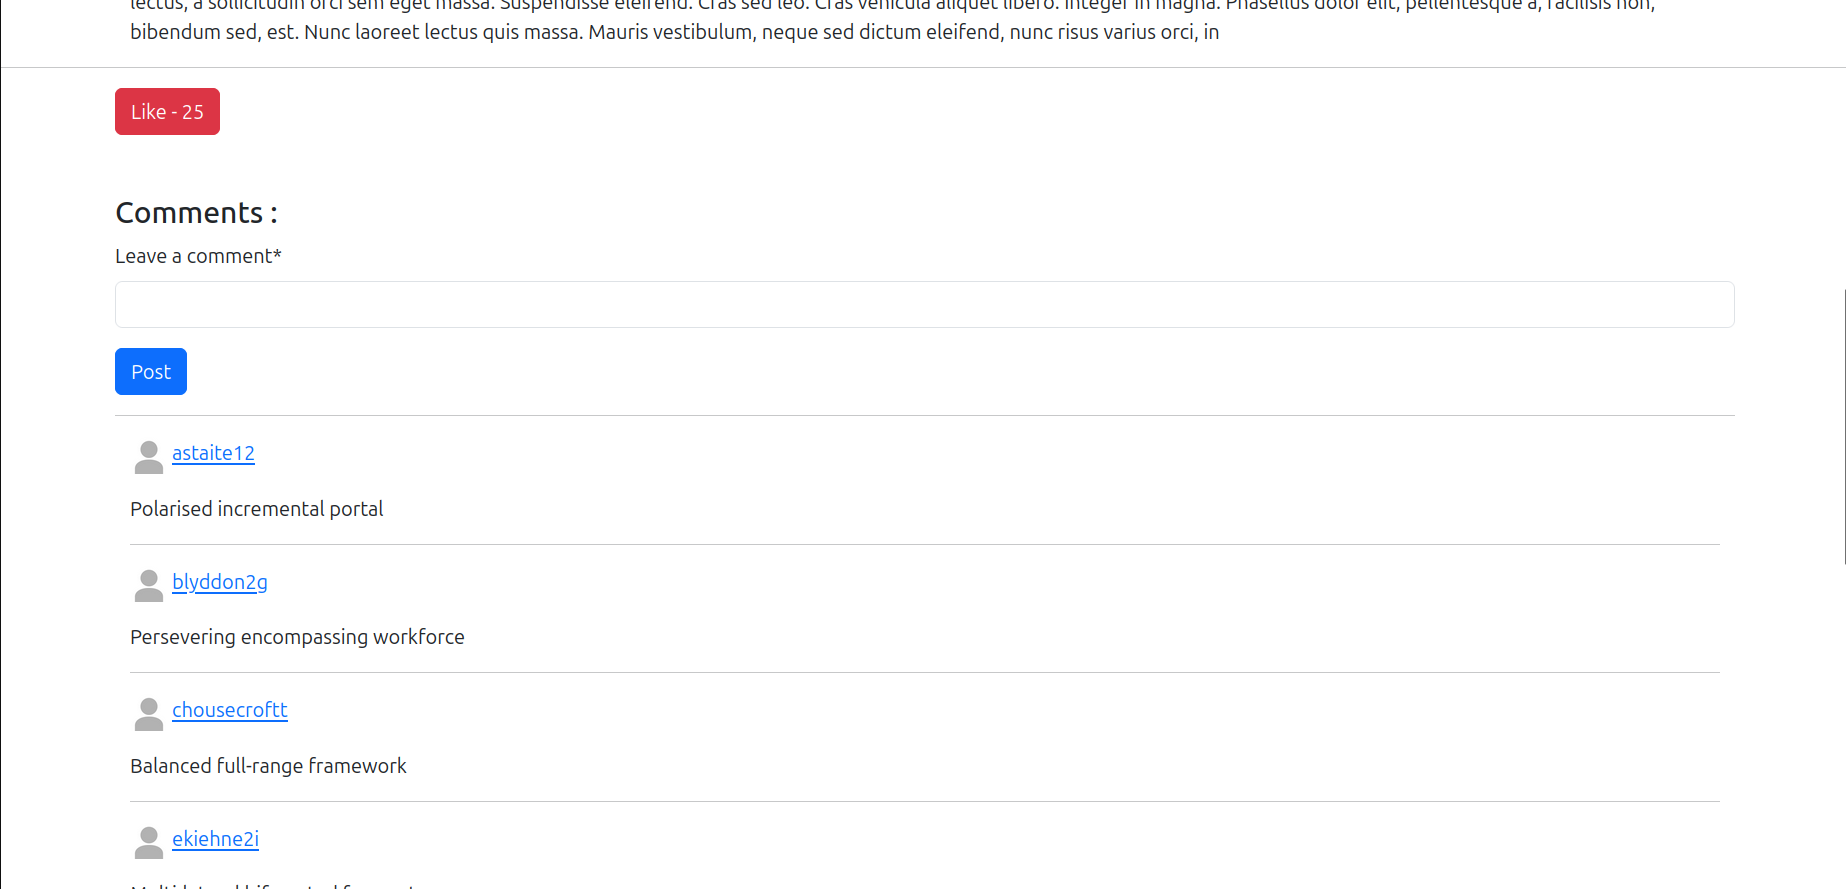 lectus, a sollicitudin orci sem eget massa. Suspendisse eleifend. Cras sed leo. Cras vehicula aliquet libero. Integer in magna. Phasellus dolor elit, pellentesque a, facilisis non,
bibendum sed, est. Nunc laoreet lectus quis massa. Mauris vestibulum, neque sed dictum eleifend, nunc risus varius orci, in
Like - 25
Comments :
Leave a comment*
Post
astaite12
Polarised incremental portal
blyddon2g
Persevering encompassing workforce
chousecroftt
Balanced full-range framework
ekiehne2i